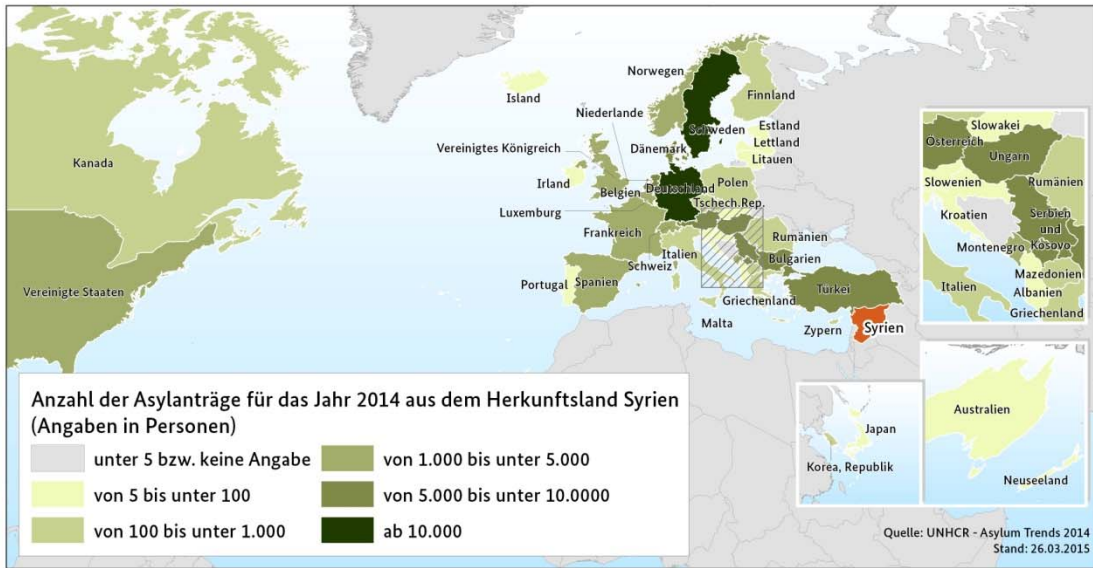 Norwegen
Finnland
Island
Niederlande
Schweden
Estland
Lettland
Litauen
Dänemark
Vereinigtes Königreich
Kanada
Irland
Belgien
Deutschland
Polen
Tschech.Rep.
Luxemburg
Frankreich
Rumänien
Italien
Schweiz
Bulgarien
Vereinigte Staaten
Portugal
Spanien
Türkei
Griechenland
Malta
Zypern
Syrien
Slowakei
Österreich
Ungarn
Slowenien
Rumänien
Kroatien
Serbien
und
Kosovo
Montenegro
Mazedonien
Italien
Albanien
Griechenland
Japan
Korea, Republik
Australien
Neuseeland
Anzahl der Asylanträge für das Jahr 2014 aus dem Herkunftsland Syrien
(Angaben in Personen)
unter 5 bzw. keine Angabe
von 5 bis unter 100
von 100 bis unter 1.000
von 1.000 bis unter 5.000
von 5.000 bis unter 10.0000
ab 10.000
Quelle: UNHCR - Asylum Trends 2014
Stand: 26.03.2015